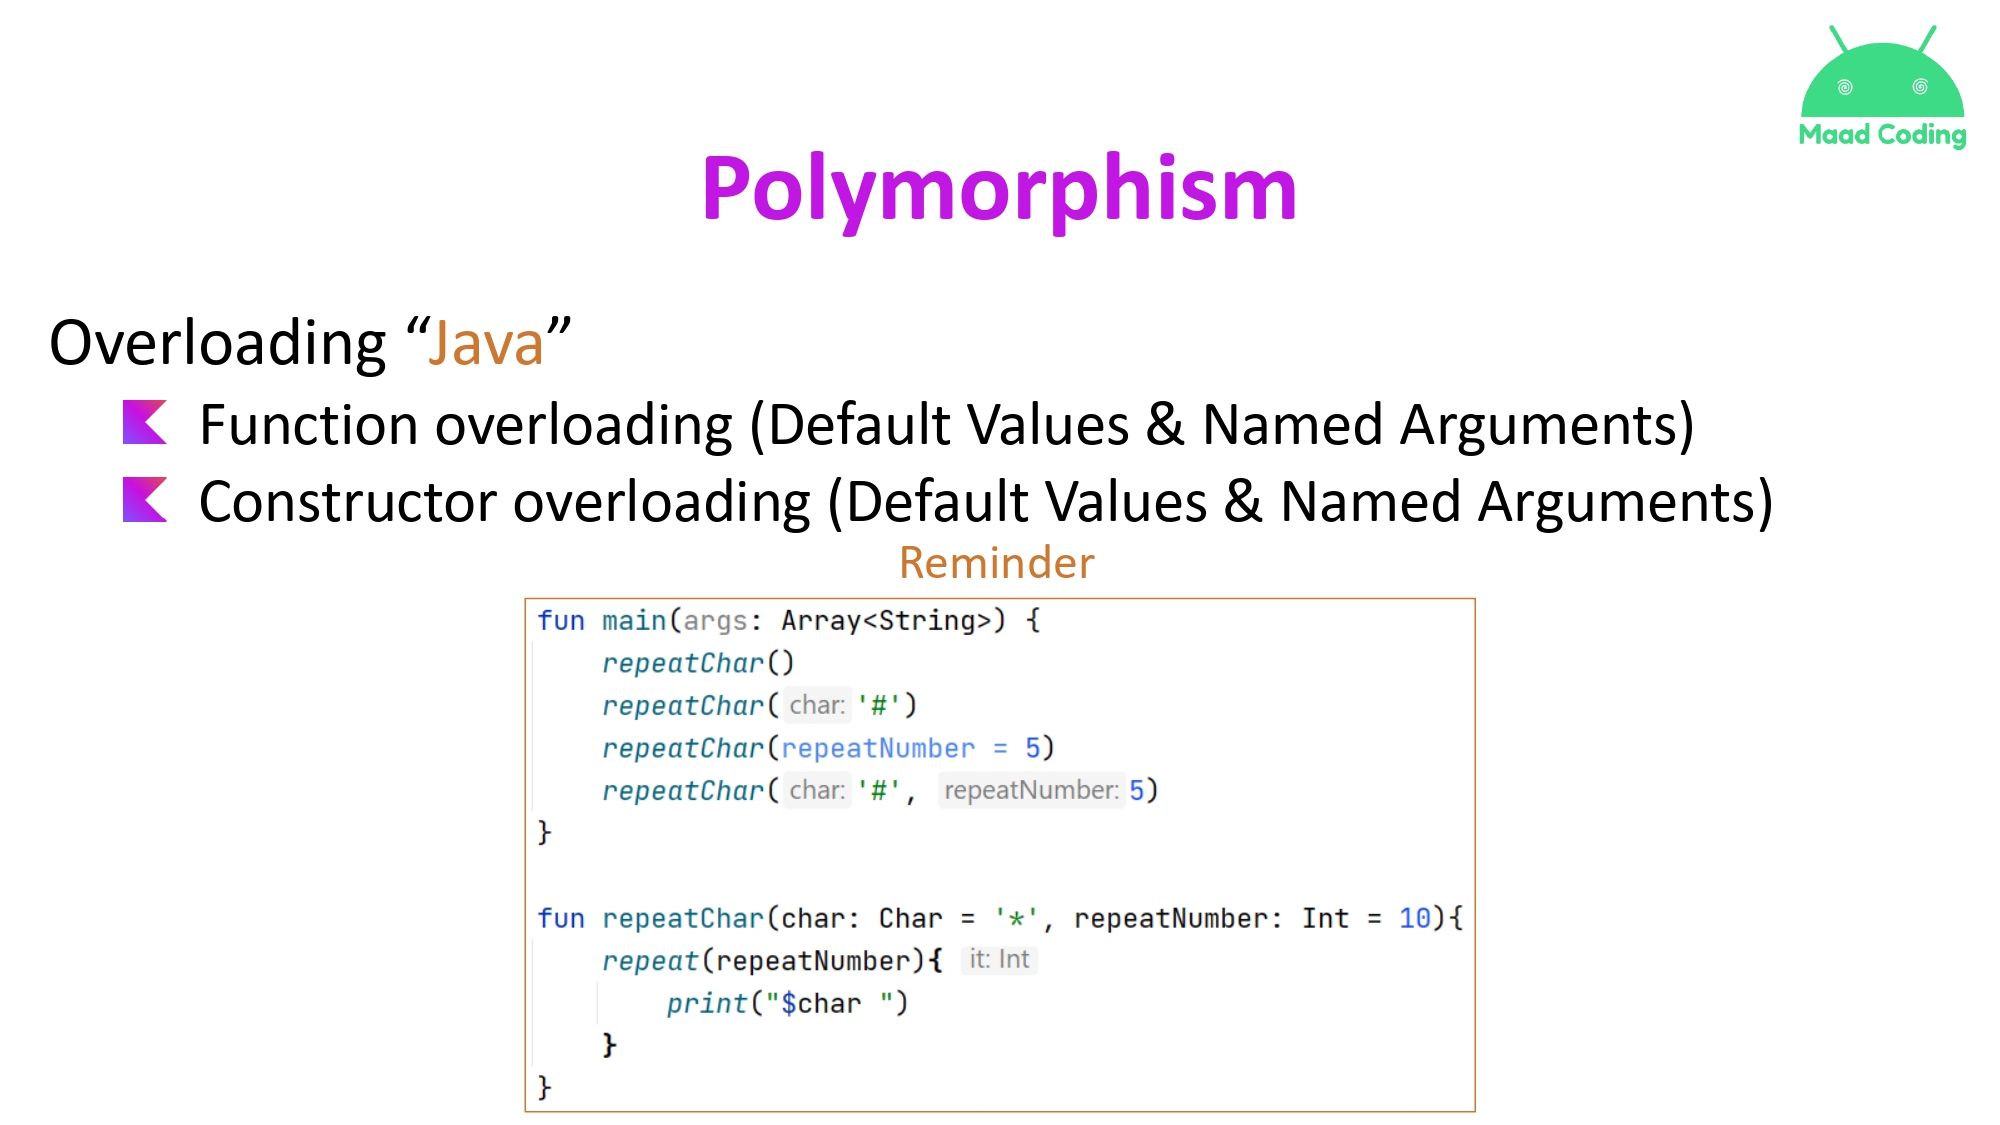 Maad Coding
Polymorphism
Overloading “Java”
Function overloading (Default Values & Named Arguments)
Constructor overloading (Default Values & Named Arguments)
Reminder
fun main(args: Array<String>) {
    repeatChar()
    repeatChar( char: '#')
    repeatChar(repeatNumber = 5)
    repeatChar( char: '#', repeatNumber: 5)
}
fun repeatChar(char: Char = '*', repeatNumber: Int = 10){
    repeat(repeatNumber){ it: Int
        print("$char ")
    }
}